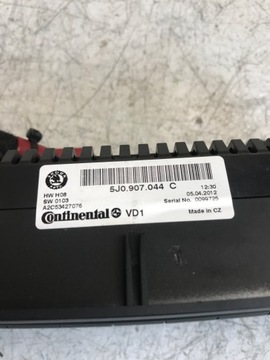 5J0.907.044 C
HW H08
SW 0103
A2C53427076
12:30
05.04.2012
Serial No. 0099725
Continental VD1
Made in CZ